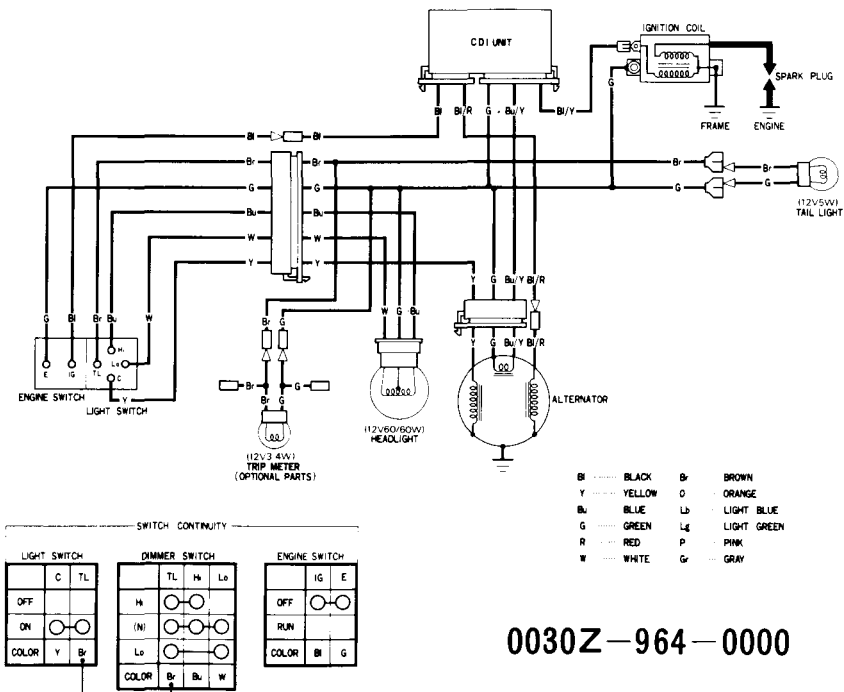 CDI UNIT
IGNITION COIL
SPARK PLUG
FRAME
ENGINE
Bl Bl/R G Bu/Y Bl/Y
G
Bl Bl
Br Br Br Br
G G G G
Bu Bu
W W
Y Y
(12V5W)
TAIL LIGHT
Y G Bu/Y Bl/R
G Bl Br Bu W
Br G
W G Bu
Y G Bu/Y Bl/R
Hi
Lo
E IG TL C
ENGINE SWITCH
Y
LIGHT SWITCH
Br G
Br G
(12V3.4W)
TRIP METER
(OPTIONAL PARTS)
(12V60/60W)
HEADLIGHT
ALTERNATOR
Bl BLACK Br BROWN
Y YELLOW O ORANGE
Bu BLUE Lb LIGHT BLUE
G GREEN Lg LIGHT GREEN
R RED P PINK
W WHITE Gr GRAY
SWITCH CONTINUITY
LIGHT SWITCH
C TL
OFF
ON
COLOR Y Br
DIMMER SWITCH
TL Hi Lo
Hi
(N)
Lo
COLOR Br Bu W
ENGINE SWITCH
IG E
OFF
RUN
COLOR Bl G
0030Z-964-0000